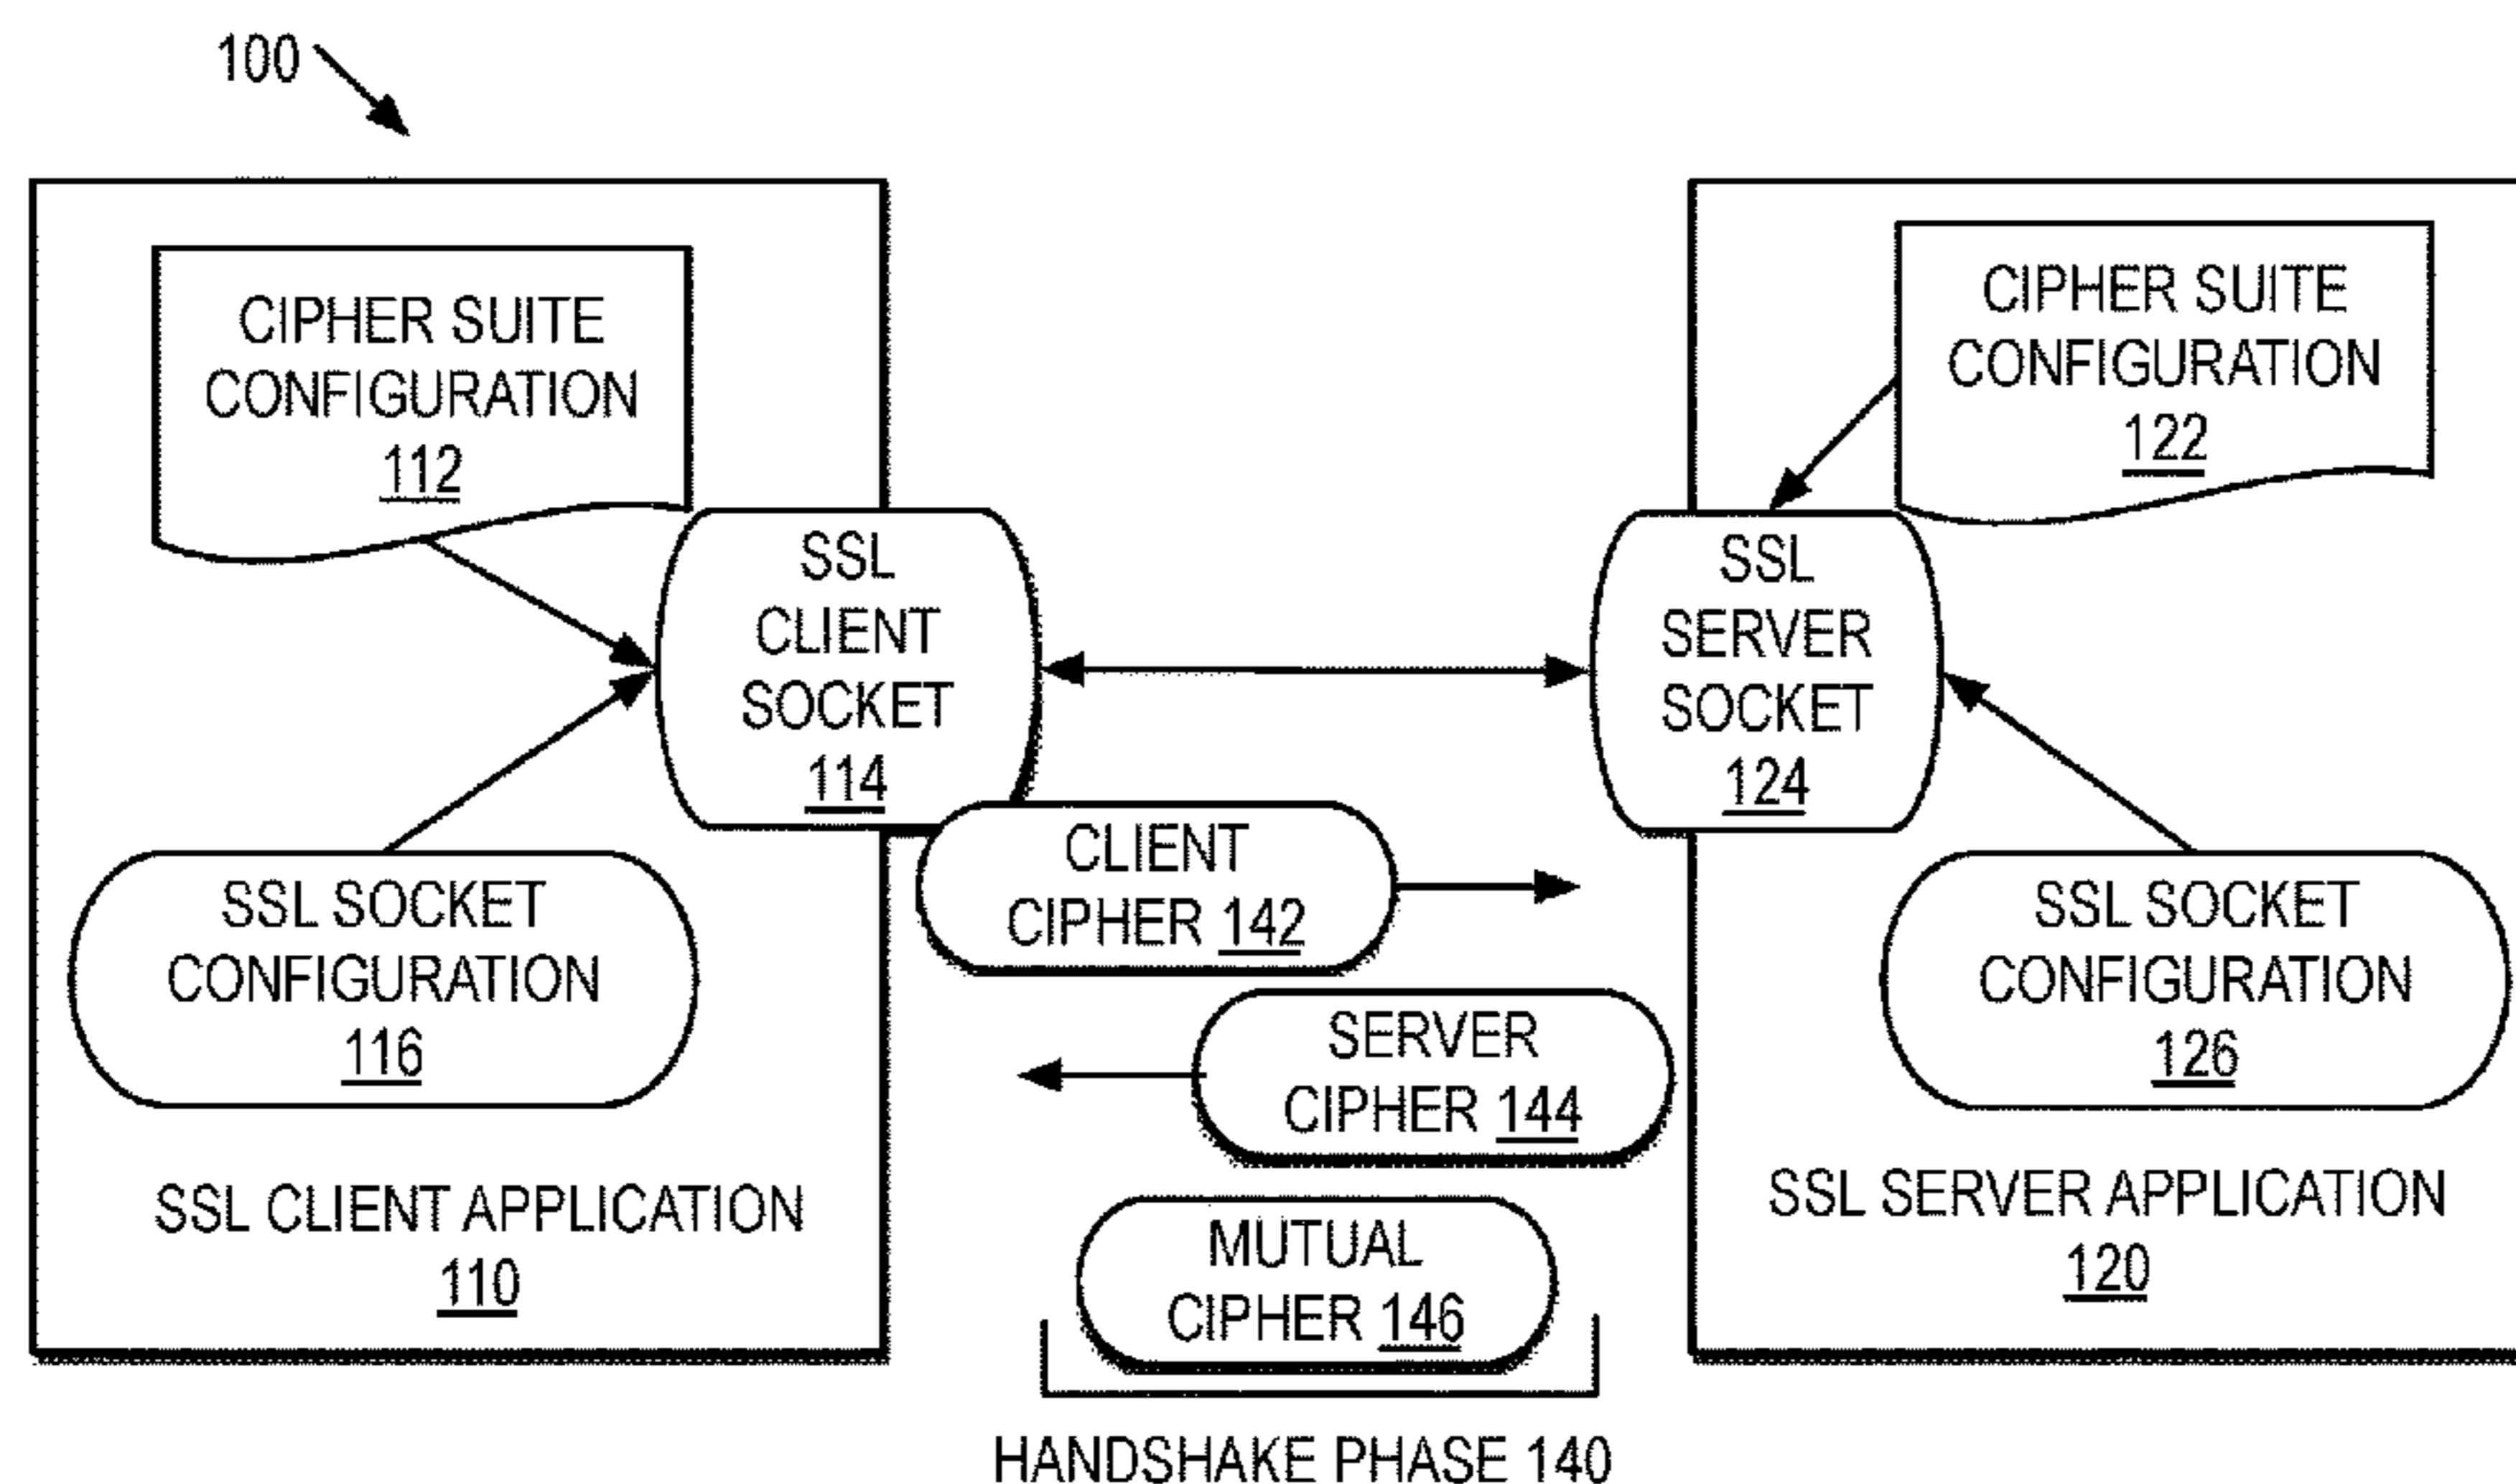 100
CIPHER SUITE
CONFIGURATION
112
SSL
CLIENT
SOCKET
114
SSL SOCKET
CONFIGURATION
116
SSL CLIENT APPLICATION
110
CLIENT
CIPHER 142
SERVER
CIPHER 144
MUTUAL
CIPHER 146
HANDSHAKE PHASE 140
CIPHER SUITE
CONFIGURATION
122
SSL
SERVER
SOCKET
124
SSL SOCKET
CONFIGURATION
126
SSL SERVER APPLICATION
120